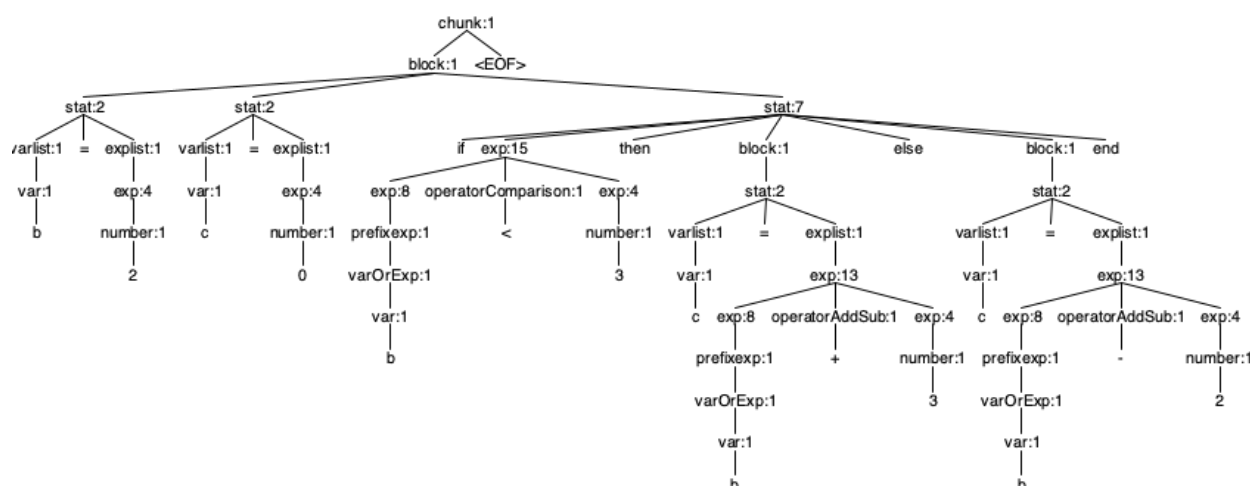 chunk:1
block:1 <EOF>
stat:2 stat:2 stat:7
varlist:1 = explist:1 varlist:1 = explist:1 if exp:15 then block:1 else block:1 end
var:1 exp:4 var:1 exp:4 exp:8 operatorComparison:1 exp:4 stat:2 stat:2
b number:1 c number:1 prefixexp:1 < number:1 varlist:1 = explist:1 varlist:1 = explist:1
2 0 varOrExp:1 3 var:1 exp:13 var:1 exp:13
var:1 c exp:8 operatorAddSub:1 exp:4 c exp:8 operatorAddSub:1 exp:4
b prefixexp:1 + number:1 prefixexp:1 - number:1
varOrExp:1 3 varOrExp:1 2
var:1 var:1
b b